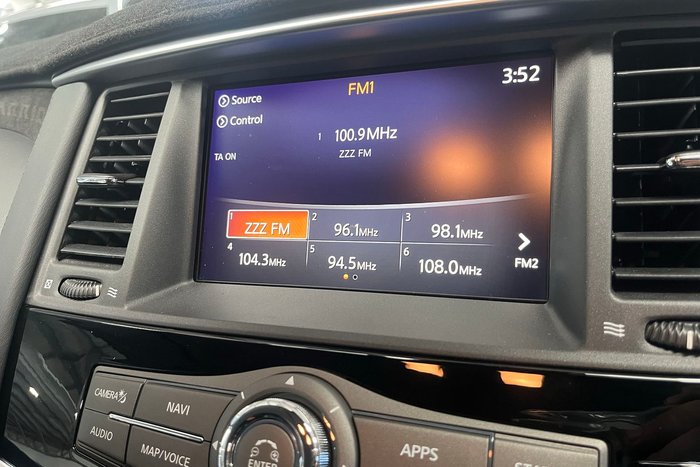 3:52
FM1
Source
Control
1 100.9MHz
TA ON
ZZZ FM
1 ZZZ FM
2 96.1MHz
3 98.1MHz
4 104.3MHz
5 94.5MHz
6 108.0MHz
FM2
CAMERA
NAVI
AUDIO
MAP/VOICE
ENTER
APPS